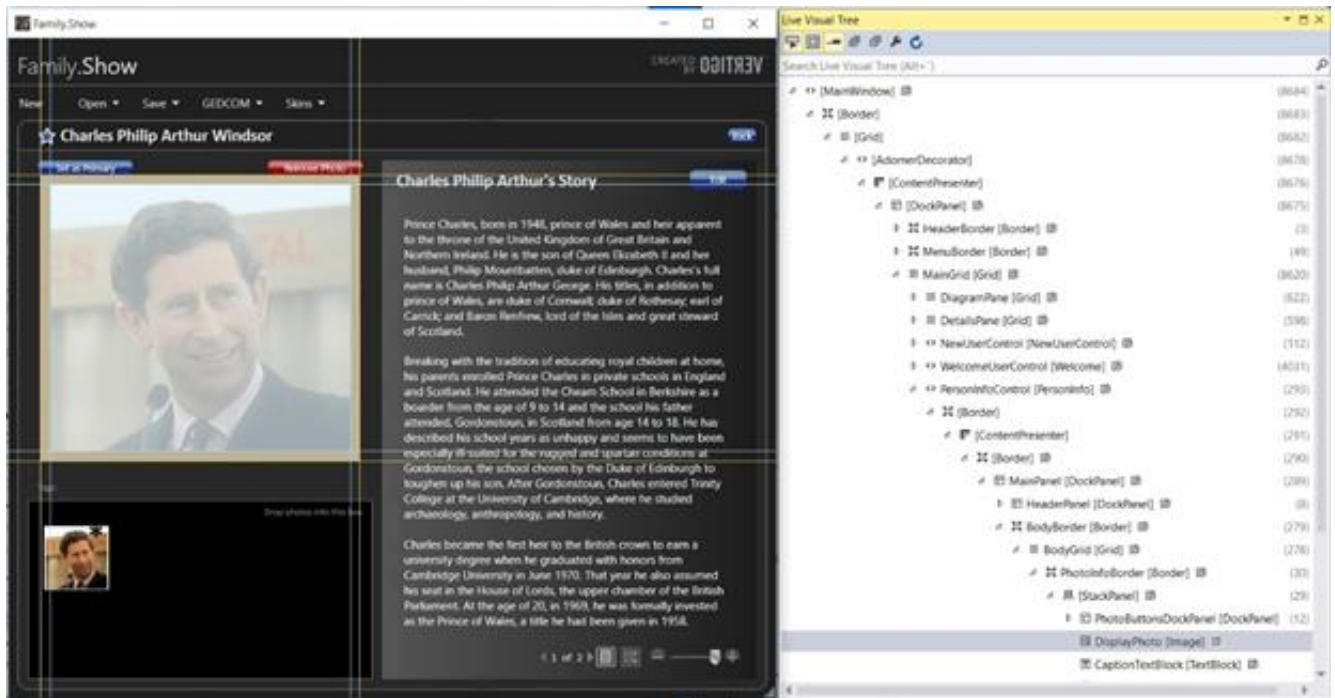 Family.Show
Family.Show
CREATED BY VERTIGO
New Open Save GEDCOM Skins
Charles Philip Arthur Windsor
Back
Set as Primary
Remove Photo
Charles Philip Arthur's Story
Edit
Prince Charles, born in 1948, prince of Wales and heir apparent
to the throne of the United Kingdom of Great Britain and
Northern Ireland. He is the son of Queen Elizabeth II and her
husband, Philip Mountbatten, duke of Edinburgh. Charles's full
name is Charles Philip Arthur George. His titles, in addition to
prince of Wales, are duke of Cornwall; duke of Rothesay; earl of
Carrick; and Baron Renfrew, lord of the Isles and great steward
of Scotland.
Breaking with the tradition of educating royal children at home,
his parents enrolled Prince Charles in private schools in England
and Scotland. He attended the Cheam School in Berkshire as a
boarder from the age of 9 to 14 and the school his father
attended, Gordonstoun, in Scotland from age 14 to 18. He has
described his school years as unhappy and seems to have been
especially ill-suited for the rugged and spartan conditions at
Gordonstoun, the school chosen by the Duke of Edinburgh to
toughen up his son. After Gordonstoun, Charles entered Trinity
College at the University of Cambridge, where he studied
archaeology, anthropology, and history.
Charles became the first heir to the British crown to earn a
university degree when he graduated with honors from
Cambridge University in June 1970. That year he also assumed
his seat in the House of Lords, the upper chamber of the British
Parliament. At the age of 20, in 1969, he was formally invested
as the Prince of Wales, a title he had been given in 1958.
1 of 2
Drop photos into this box
Live Visual Tree
Search Live Visual Tree (Alt+`)
[MainWindow] (8684)
[Border] (8683)
[Grid] (8682)
[AdornerDecorator] (8678)
[ContentPresenter] (8676)
[DockPanel] (8675)
HeaderBorder [Border] (3)
MenuBorder [Border] (49)
MainGrid [Grid] (8620)
DiagramPane [Grid] (622)
DetailsPane [Grid] (598)
NewUserControl [NewUserControl] (112)
WelcomeUserControl [Welcome] (4031)
PersonInfoControl [PersonInfo] (293)
[Border] (292)
[ContentPresenter] (291)
[Border] (290)
MainPanel [DockPanel] (289)
HeaderPanel [DockPanel] (8)
BodyBorder [Border] (279)
BodyGrid [Grid] (278)
PhotoInfoBorder [Border] (30)
[StackPanel] (29)
PhotoButtonsDockPanel [DockPanel] (12)
DisplayPhoto [Image]
CaptionTextBlock [TextBlock]